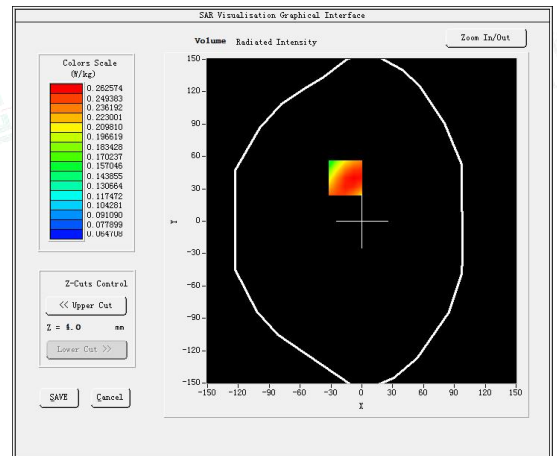 SAR Visualisation Graphical Interface
Volume Radiated Intensity
Zoom In/Out
Colors Scale
(W/kg)
0.262574
0.249383
0.236192
0.223001
0.209810
0.196619
0.183428
0.170237
0.157046
0.143855
0.130664
0.117472
0.104281
0.091090
0.077899
0.064708
Z-Cuts Control
<< Upper Cut
Z = 4.0 mm
Lower Cut >>
SAVE Cancel
150
120
90
60
30
0
-30
-60
-90
-120
-150
Y
-150 -120 -90 -60 -30 0 30 60 90 120 150
X